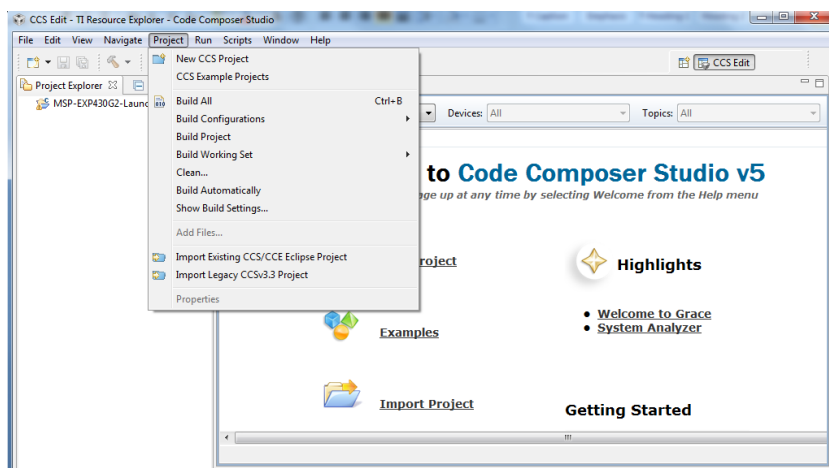 CCS Edit - TI Resource Explorer - Code Composer Studio
File Edit View Navigate Project Run Scripts Window Help
New CCS Project
CCS Example Projects
Build All Ctrl+B
Build Configurations
Build Project
Build Working Set
Clean...
Build Automatically
Show Build Settings...
Add Files...
Import Existing CCS/CCE Eclipse Project
Import Legacy CCSv3.3 Project
Properties
CCS Edit
Project Explorer
MSP-EXP430G2-Launc
Devices: All Topics: All
to Code Composer Studio v5
age up at any time by selecting Welcome from the Help menu
roject
Highlights
Welcome to Grace
System Analyzer
Examples
Import Project
Getting Started